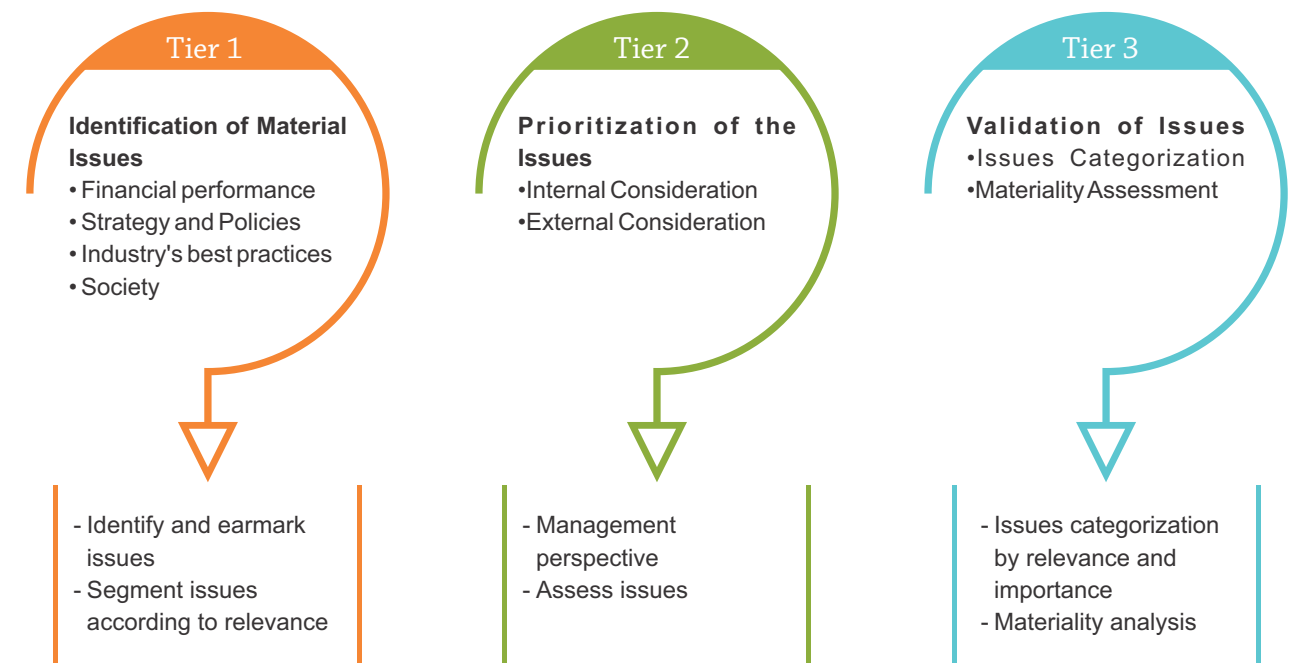 Tier 1
Identification of Material
Issues
• Financial performance
• Strategy and Policies
• Industry's best practices
• Society
- Identify and earmark
issues
- Segment issues
according to relevance
Tier 2
Prioritization of the
Issues
•Internal Consideration
•External Consideration
- Management
perspective
- Assess issues
Tier 3
Validation of Issues
•Issues Categorization
•Materiality Assessment
- Issues categorization
by relevance and
importance
- Materiality analysis